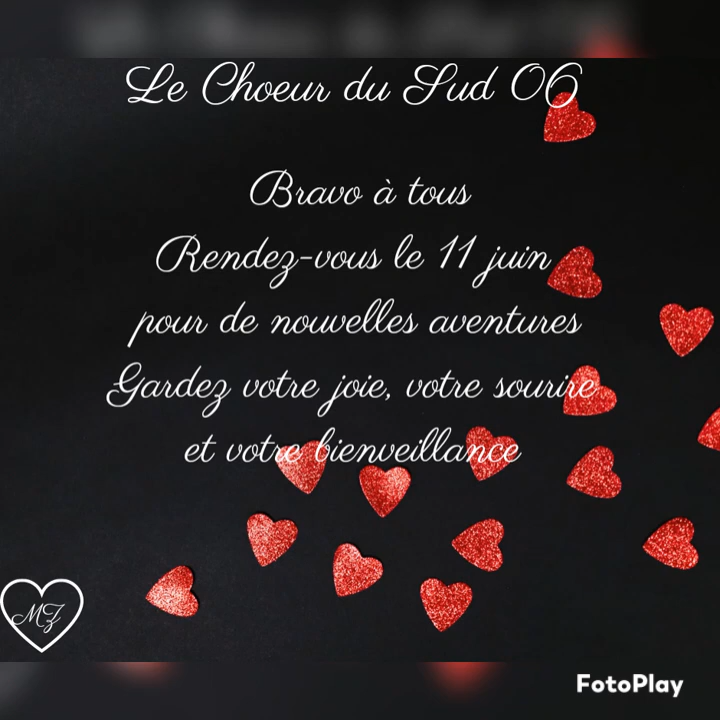 Le Choeur du Sud 06
Bravo à tous
Rendez-vous le 11 juin
pour de nouvelles aventures
Gardez votre joie, votre sourire
et votre bienveillance
MZ
FotoPlay